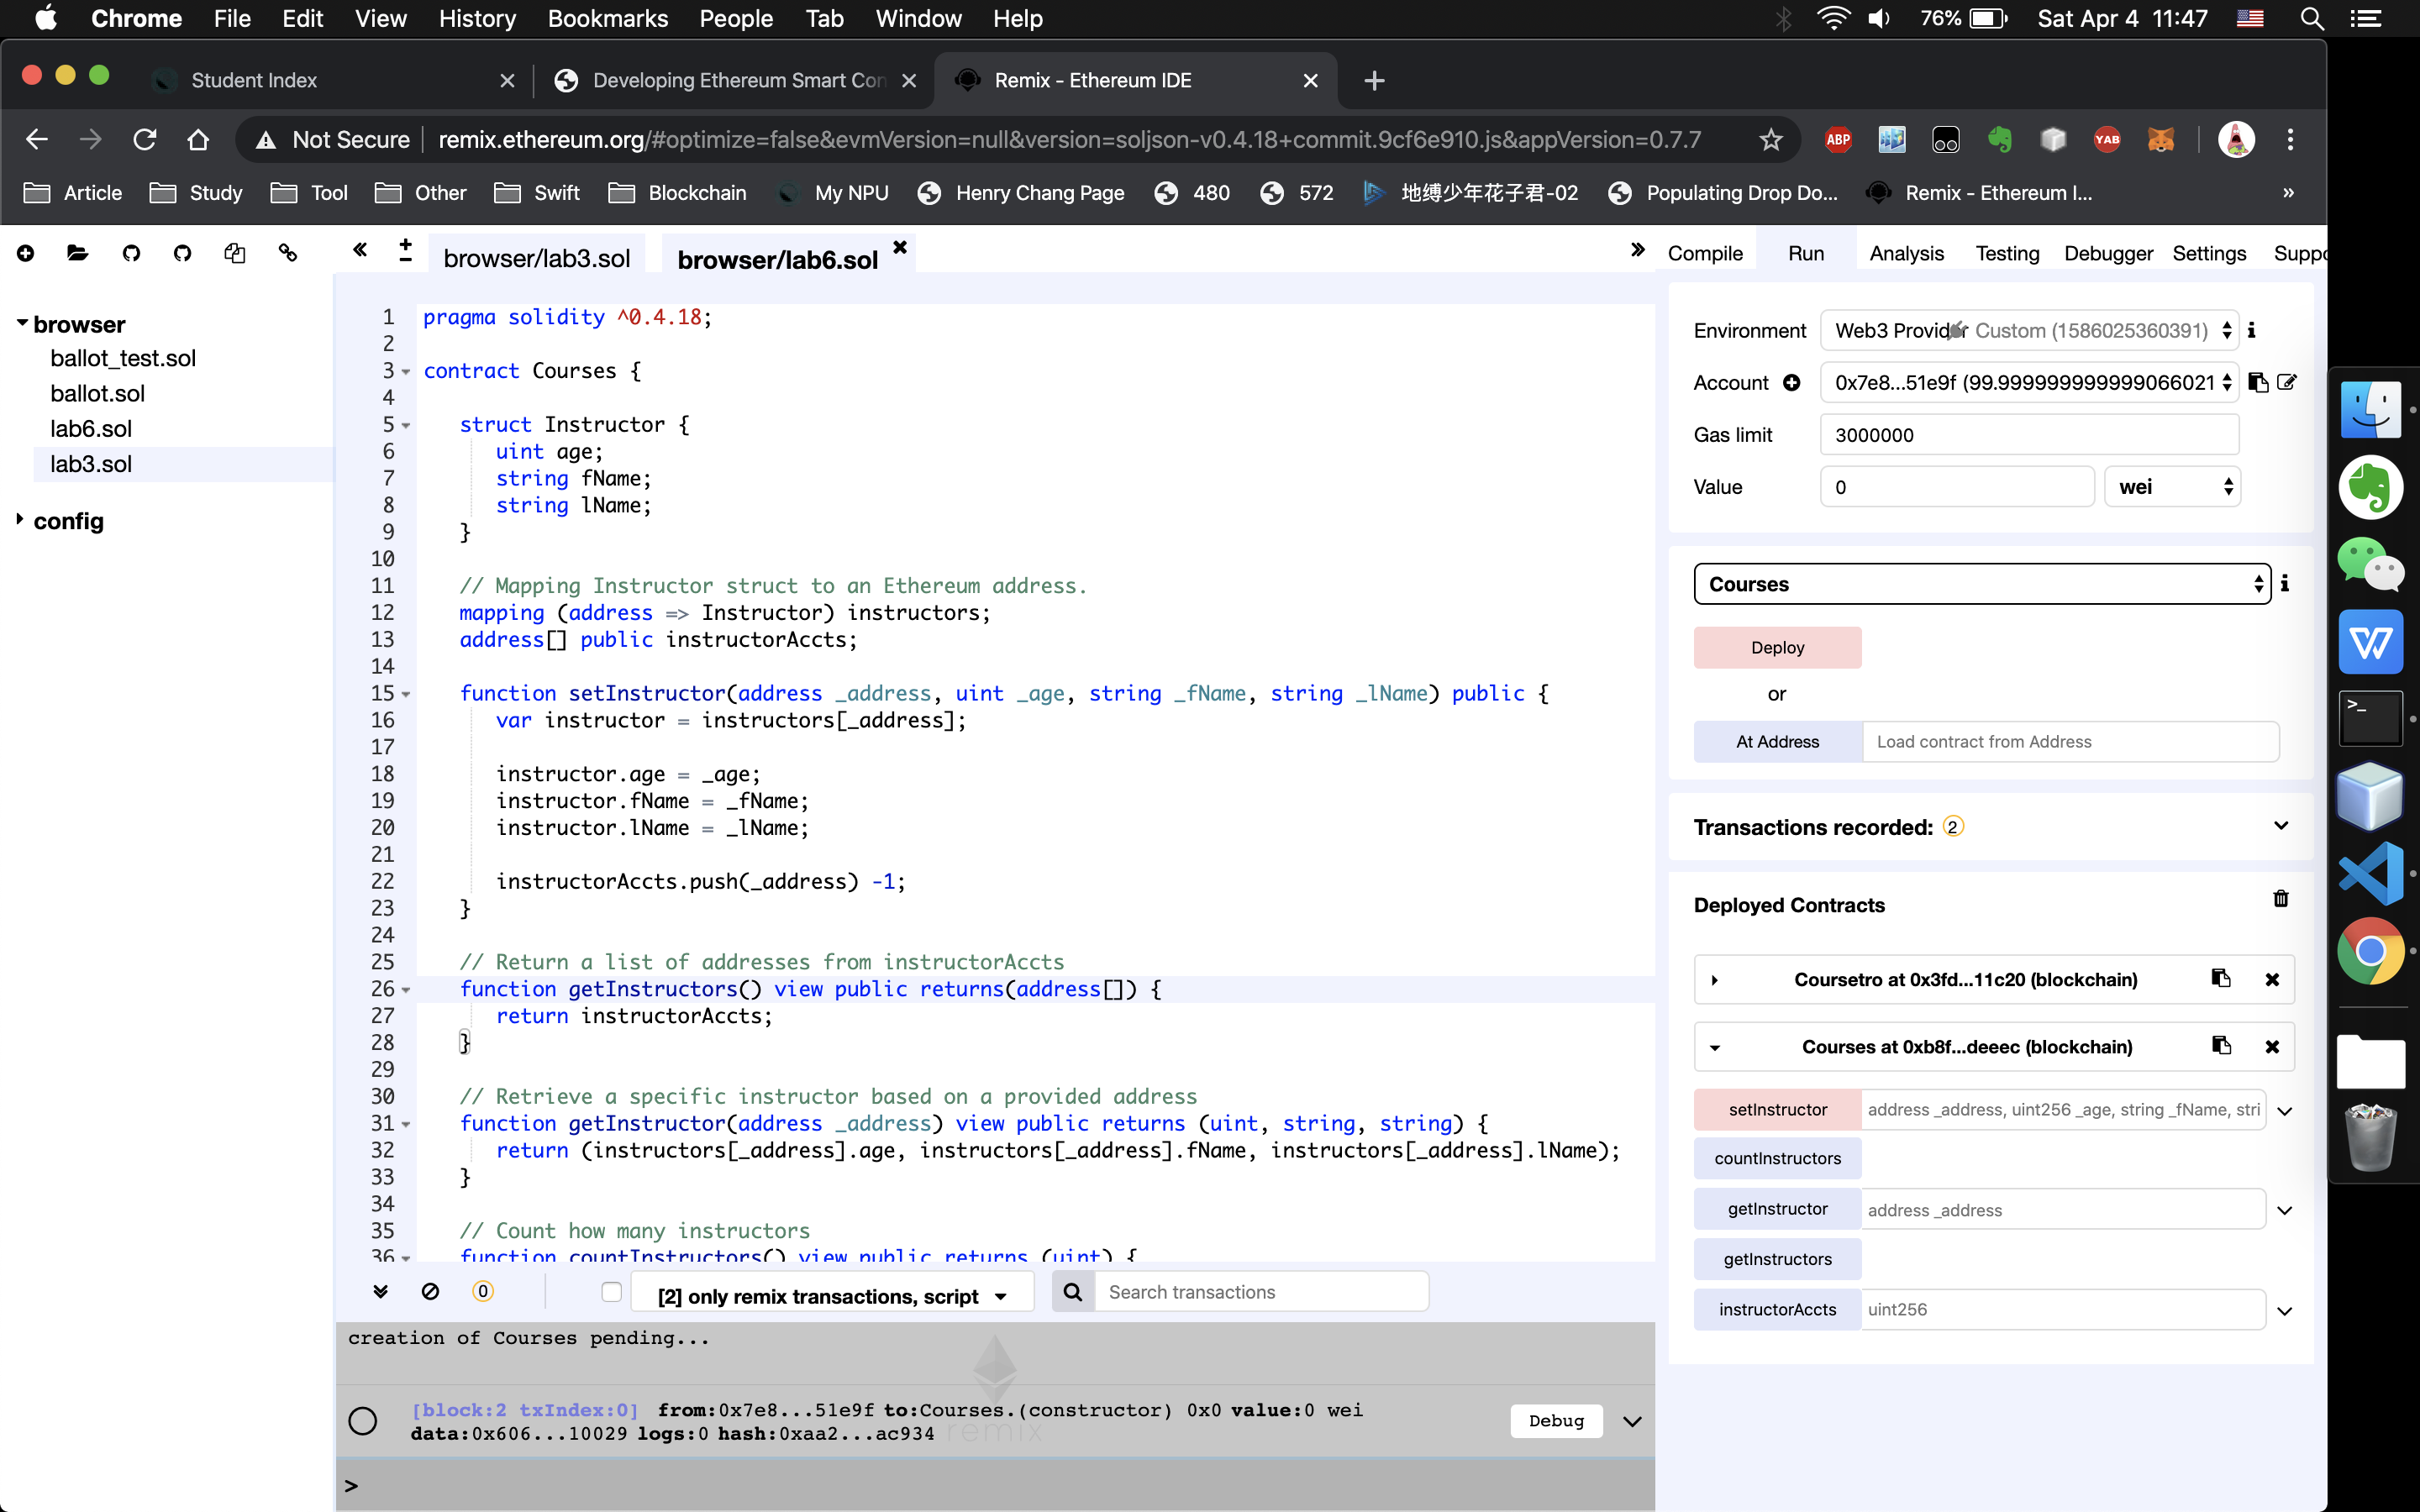 Chrome File Edit View History Bookmarks People Tab Window Help 76% Sat Apr 4 11:47
Student Index Developing Ethereum Smart Con Remix - Ethereum IDE
Not Secure remix.ethereum.org/#optimize=false&evmVersion=null&version=soljson-v0.4.18+commit.9cf6e910.js&appVersion=0.7.7 ABP YAB
Article Study Tool Other Swift Blockchain My NPU Henry Chang Page 480 572 地缚少年花子君-02 Populating Drop Do... Remix - Ethereum I... »
browser
ballot_test.sol
ballot.sol
lab6.sol
lab3.sol
config
browser/lab3.sol browser/lab6.sol
1 pragma solidity ^0.4.18;
2
3 contract Courses {
4
5 struct Instructor {
6 uint age;
7 string fName;
8 string lName;
9 }
10
11 // Mapping Instructor struct to an Ethereum address.
12 mapping (address => Instructor) instructors;
13 address[] public instructorAccts;
14
15 function setInstructor(address _address, uint _age, string _fName, string _lName) public {
16 var instructor = instructors[_address];
17
18 instructor.age = _age;
19 instructor.fName = _fName;
20 instructor.lName = _lName;
21
22 instructorAccts.push(_address) -1;
23 }
24
25 // Return a list of addresses from instructorAccts
26 function getInstructors() view public returns(address[]) {
27 return instructorAccts;
28 }
29
30 // Retrieve a specific instructor based on a provided address
31 function getInstructor(address _address) view public returns (uint, string, string) {
32 return (instructors[_address].age, instructors[_address].fName, instructors[_address].lName);
33 }
34
35 // Count how many instructors
36 function countInstructors() view public returns (uint) {
0 [2] only remix transactions, script Search transactions
creation of Courses pending...
[block:2 txIndex:0] from:0x7e8...51e9f to:Courses.(constructor) 0x0 value:0 wei
data:0x606...10029 logs:0 hash:0xaa2...ac934
Debug
remix
>
Compile Run Analysis Testing Debugger Settings Suppo
Environment Web3 Provider Custom (1586025360391)
Account 0x7e8...51e9f (99.999999999999066021
Gas limit 3000000
Value 0 wei
Courses
Deploy
or
At Address Load contract from Address
Transactions recorded: 2
Deployed Contracts
Coursetro at 0x3fd...11c20 (blockchain)
Courses at 0xb8f...deeec (blockchain)
setInstructor address _address, uint256 _age, string _fName, stri
countInstructors
getInstructor address _address
getInstructors
instructorAccts uint256